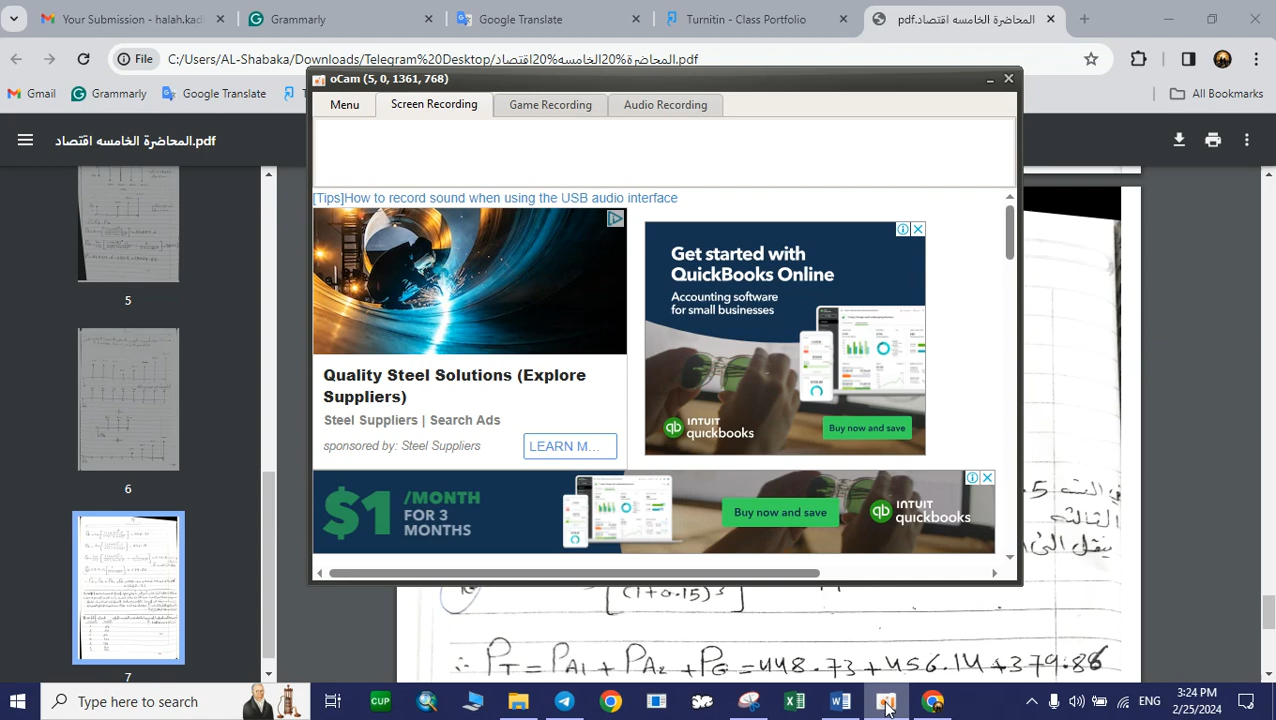 Your Submission - halah.kadi
Grammarly
Google Translate
Turnitin - Class Portfolio
المحاضرة الخامسه اقتصاد.pdf
File
C:/Users/AL-Shabaka/Downloads/Telegram%20Desktop/المحاضرة%20الخامسه%20اقتصاد.pdf
Gmail
Grammarly
Google Translate
T
All Bookmarks
المحاضرة الخامسه اقتصاد.pdf
oCam (5, 0, 1361, 768)
Menu
Screen Recording
Game Recording
Audio Recording
[Tips]How to record sound when using the USB audio interface
Quality Steel Solutions (Explore
Suppliers)
Steel Suppliers | Search Ads
sponsored by: Steel Suppliers
LEARN M...
Get started with
QuickBooks Online
Accounting software
for small businesses
INTUIT
quickbooks
Buy now and save
$1 /MONTH
FOR 3
MONTHS
Buy now and save
INTUIT
quickbooks
5
6
7
الثالثه
(1+0.15)³
∴ PT = PA1 + PA2 + PG = 448.73 + 456.14 + 379.86
Type here to search
CUP
ENG
3:24 PM
2/25/2024